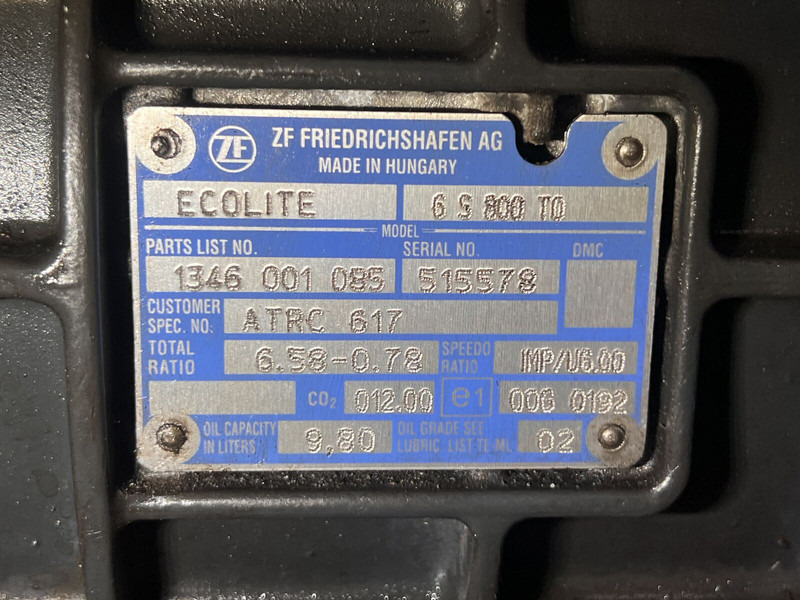 ZF ZF FRIEDRICHSHAFEN AG
MADE IN HUNGARY
ECOLITE 6 S 800 TO
MODEL
PARTS LIST NO. SERIAL NO. DMC
1346 001 085 515578
CUSTOMER SPEC. NO: ATRC 617
TOTAL RATIO 6.58-0.78 SPEEDO RATIO IMP/U6.00
CO₂ 012.00 e1 006 0192
OIL CAPACITY IN LITERS 9,80 OIL GRADE SEE LUBRIC. LIST TE-ML 02